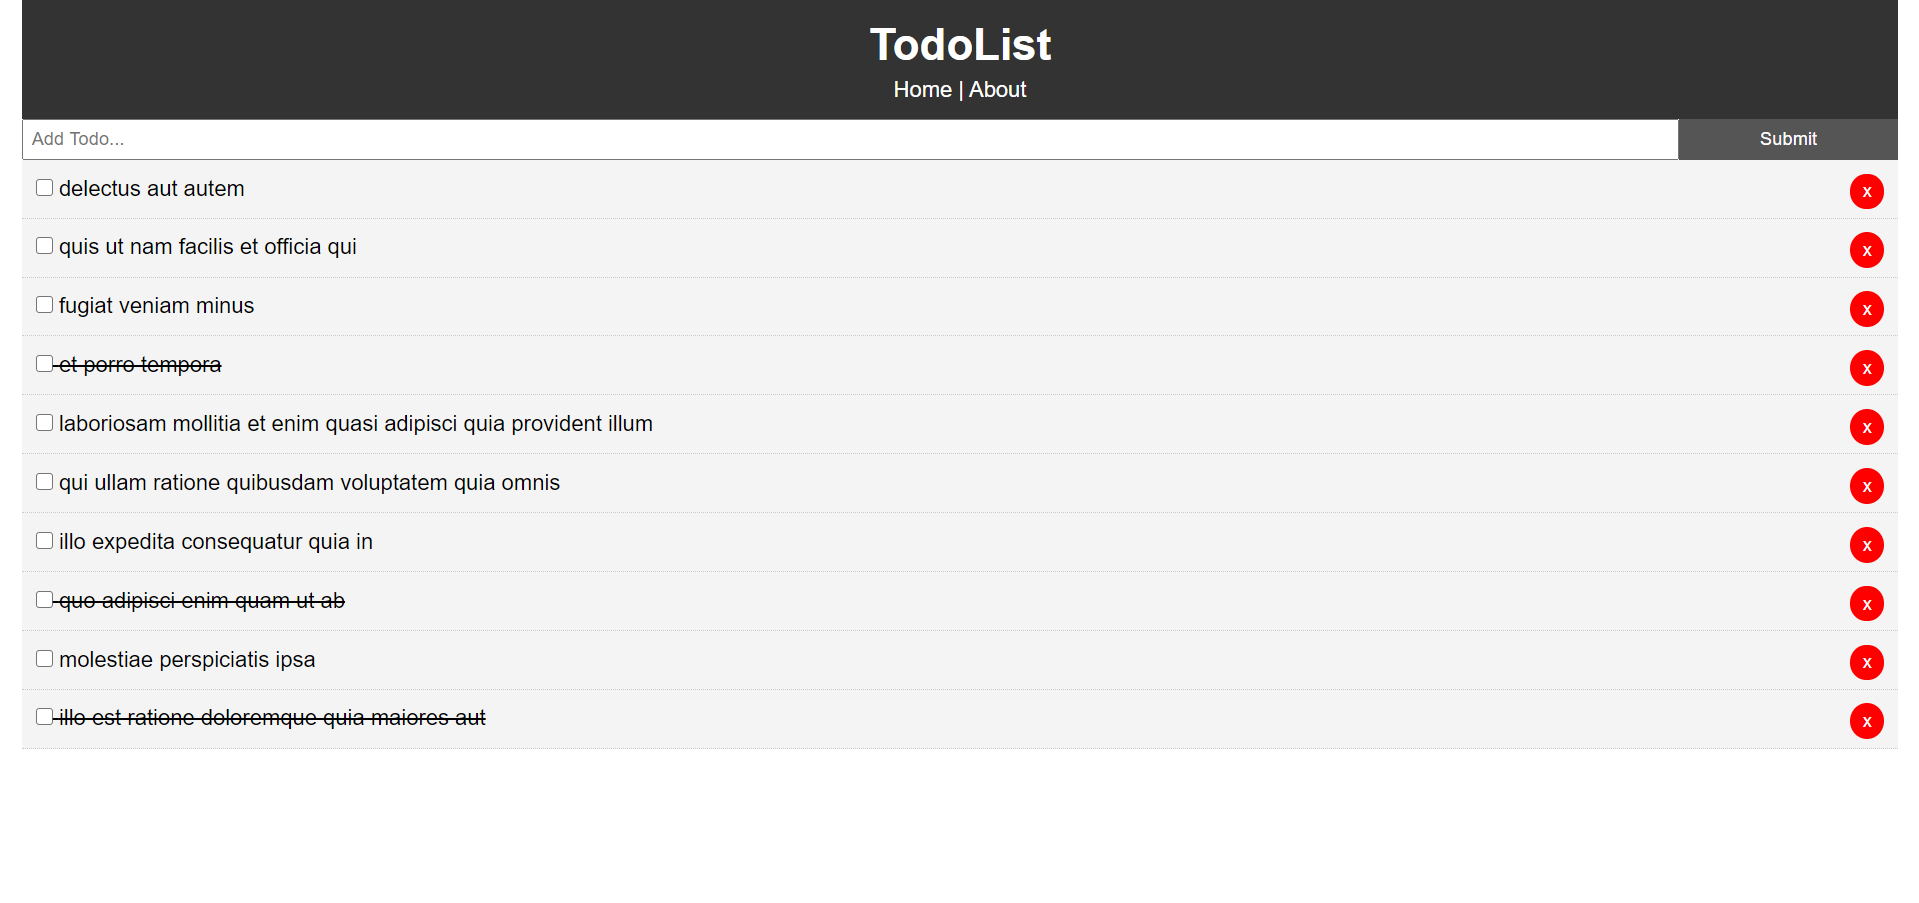 TodoList
Home | About
Add Todo...
Submit
delectus aut autem
x
quis ut nam facilis et officia qui
x
fugiat veniam minus
x
et porro tempora
x
laboriosam mollitia et enim quasi adipisci quia provident illum
x
qui ullam ratione quibusdam voluptatem quia omnis
x
illo expedita consequatur quia in
x
quo adipisci enim quam ut ab
x
molestiae perspiciatis ipsa
x
illo est ratione doloremque quia maiores aut
x